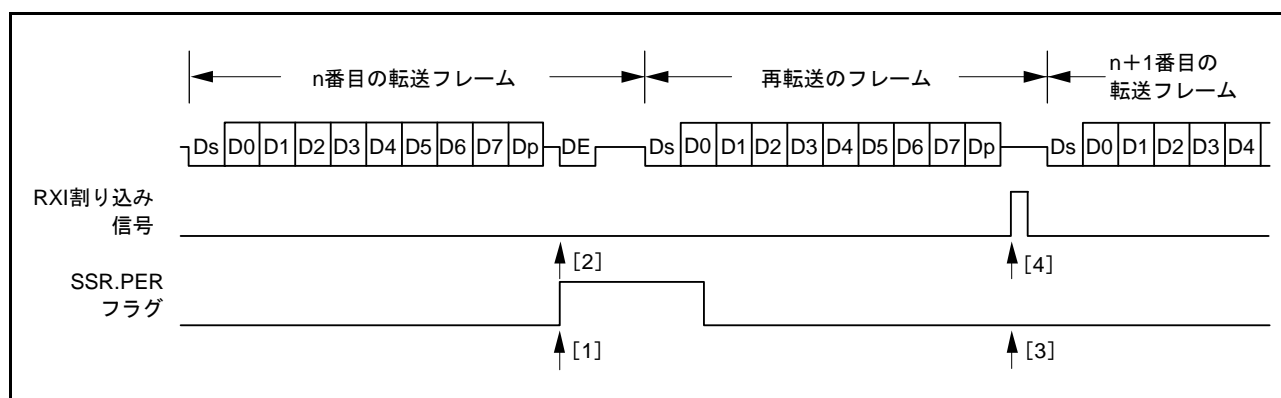 n番目の転送フレーム
再転送のフレーム
n+1番目の
転送フレーム
Ds D0 D1 D2 D3 D4 D5 D6 D7 Dp DE Ds D0 D1 D2 D3 D4 D5 D6 D7 Dp Ds D0 D1 D2 D3 D4
RXI割り込み
信号
[2] [4]
SSR.PER
フラグ
[1] [3]